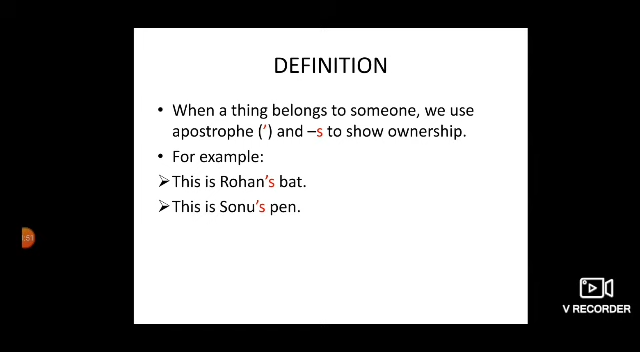 DEFINITION
• When a thing belongs to someone, we use
apostrophe (’) and –s to show ownership.
• For example:
➢This is Rohan’s bat.
➢This is Sonu’s pen.
:51
V RECORDER